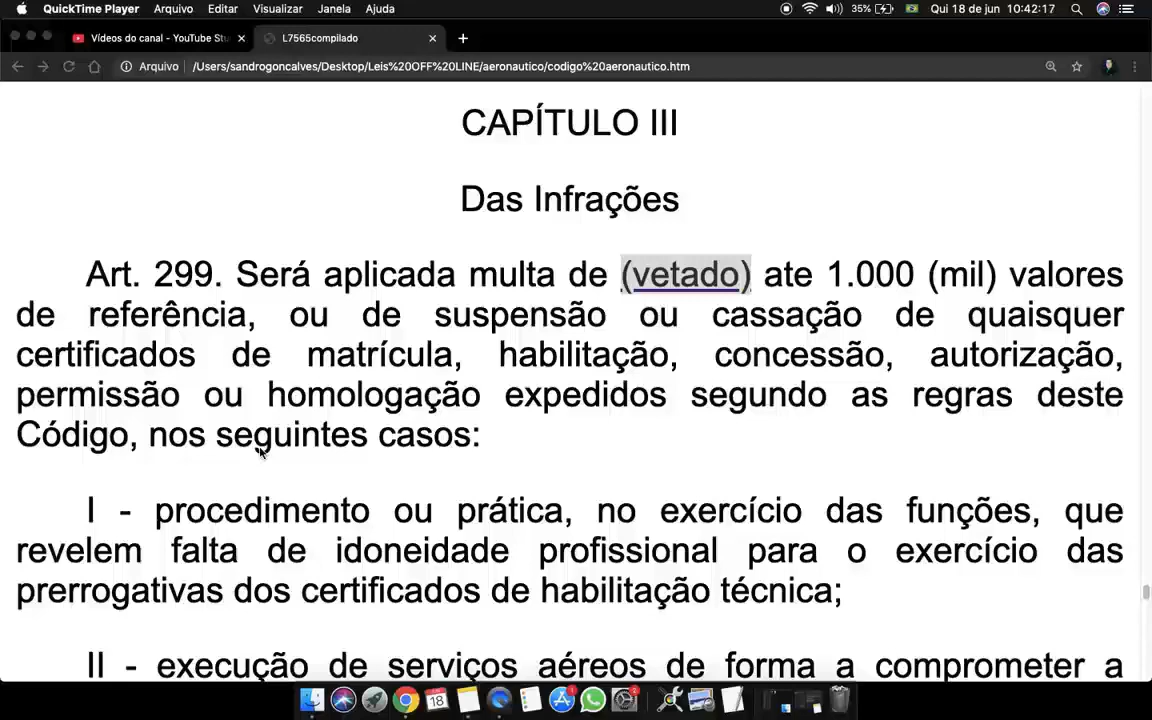 QuickTime Player Arquivo Editar Visualizar Janela Ajuda 35% Qui 18 de jun 10:42:17
Vídeos do canal - YouTube Stu L7565compilado
Arquivo /Users/sandrogoncalves/Desktop/Leis%20OFF%20LINE/aeronautico/codigo%20aeronautico.htm
CAPÍTULO III
Das Infrações
Art. 299. Será aplicada multa de (vetado) ate 1.000 (mil) valores
de referência, ou de suspensão ou cassação de quaisquer
certificados de matrícula, habilitação, concessão, autorização,
permissão ou homologação expedidos segundo as regras deste
Código, nos seguintes casos:
I - procedimento ou prática, no exercício das funções, que
revelem falta de idoneidade profissional para o exercício das
prerrogativas dos certificados de habilitação técnica;
II - execução de serviços aéreos de forma a comprometer a
18